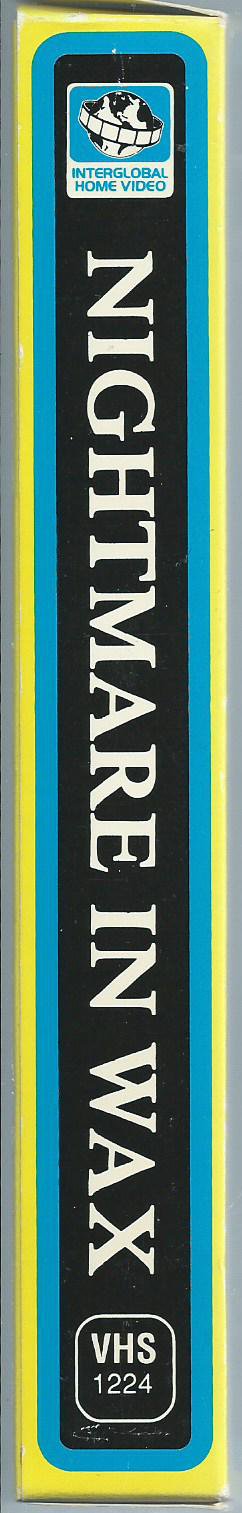 INTERGLOBAL
HOME VIDEO
NIGHTMARE IN WAX
VHS
1224